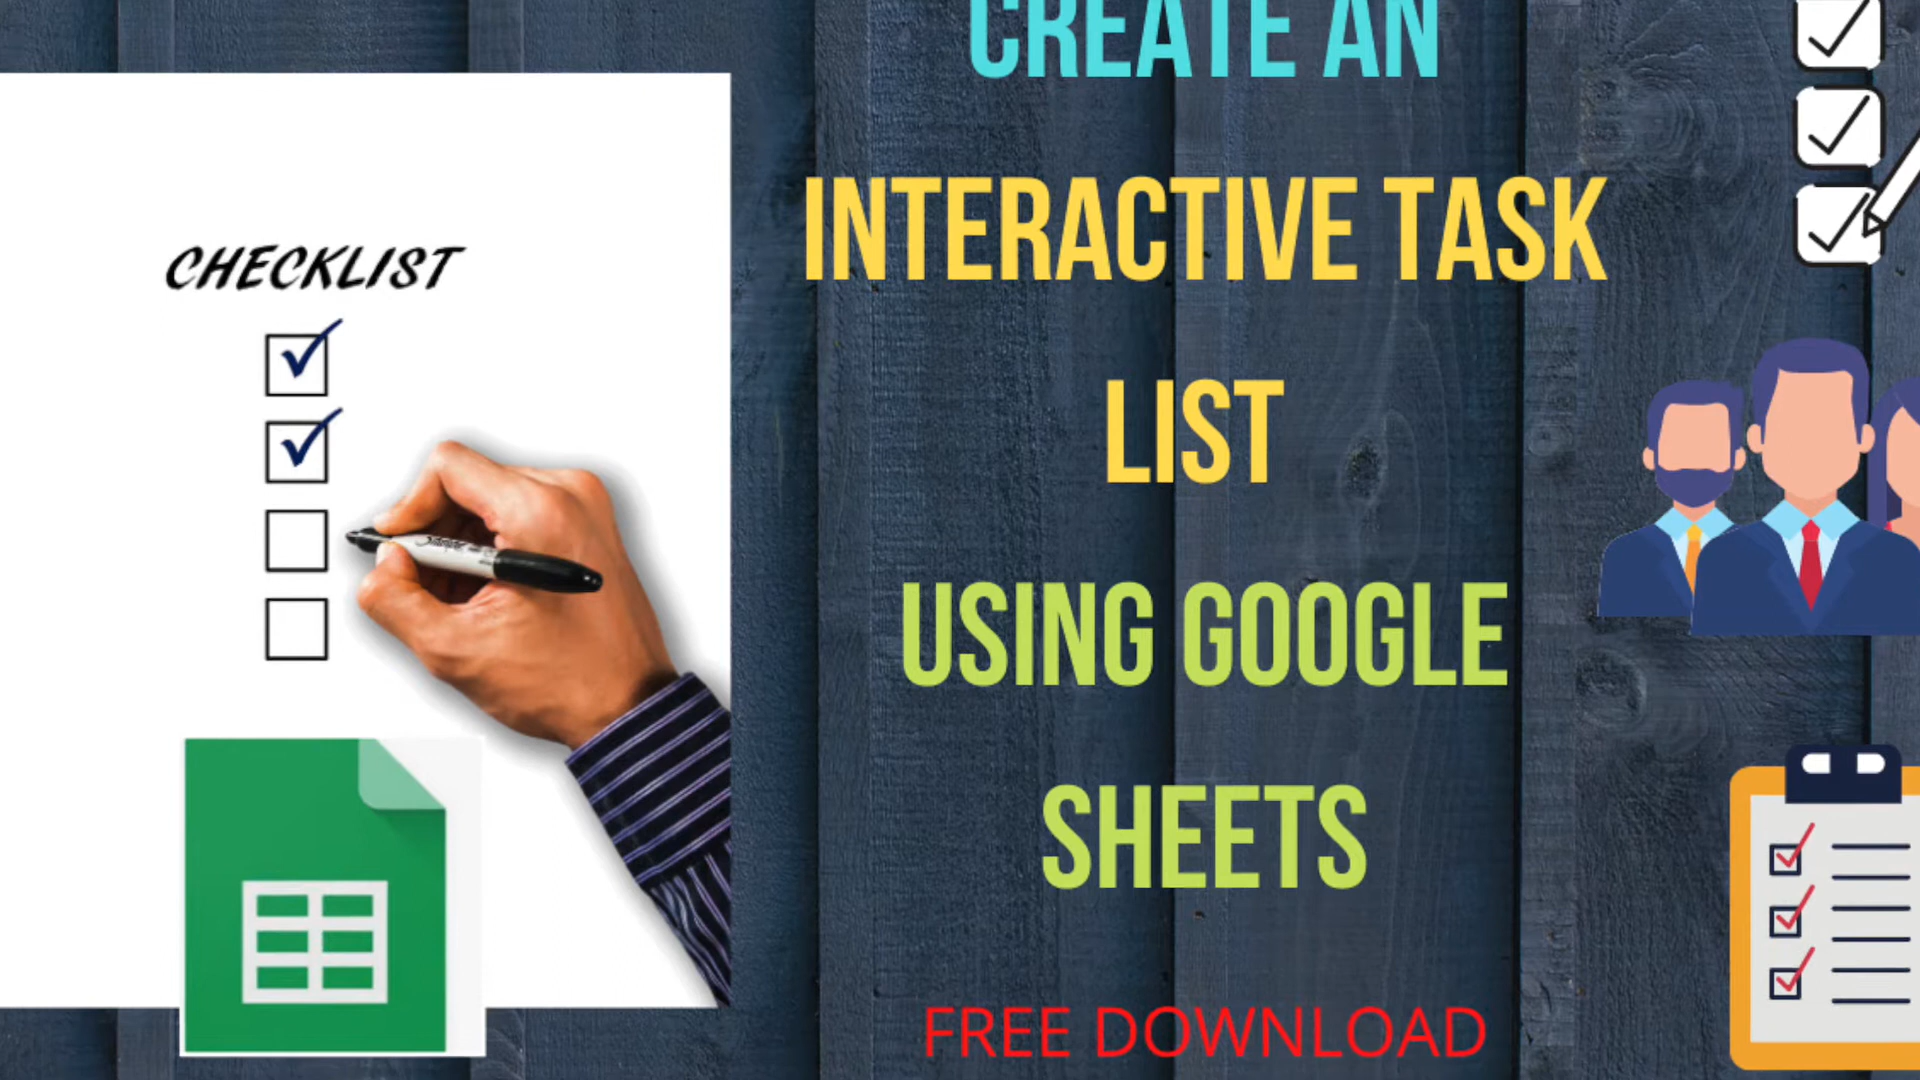 CREATE AN
INTERACTIVE TASK
LIST
USING GOOGLE
SHEETS
FREE DOWNLOAD
CHECKLIST